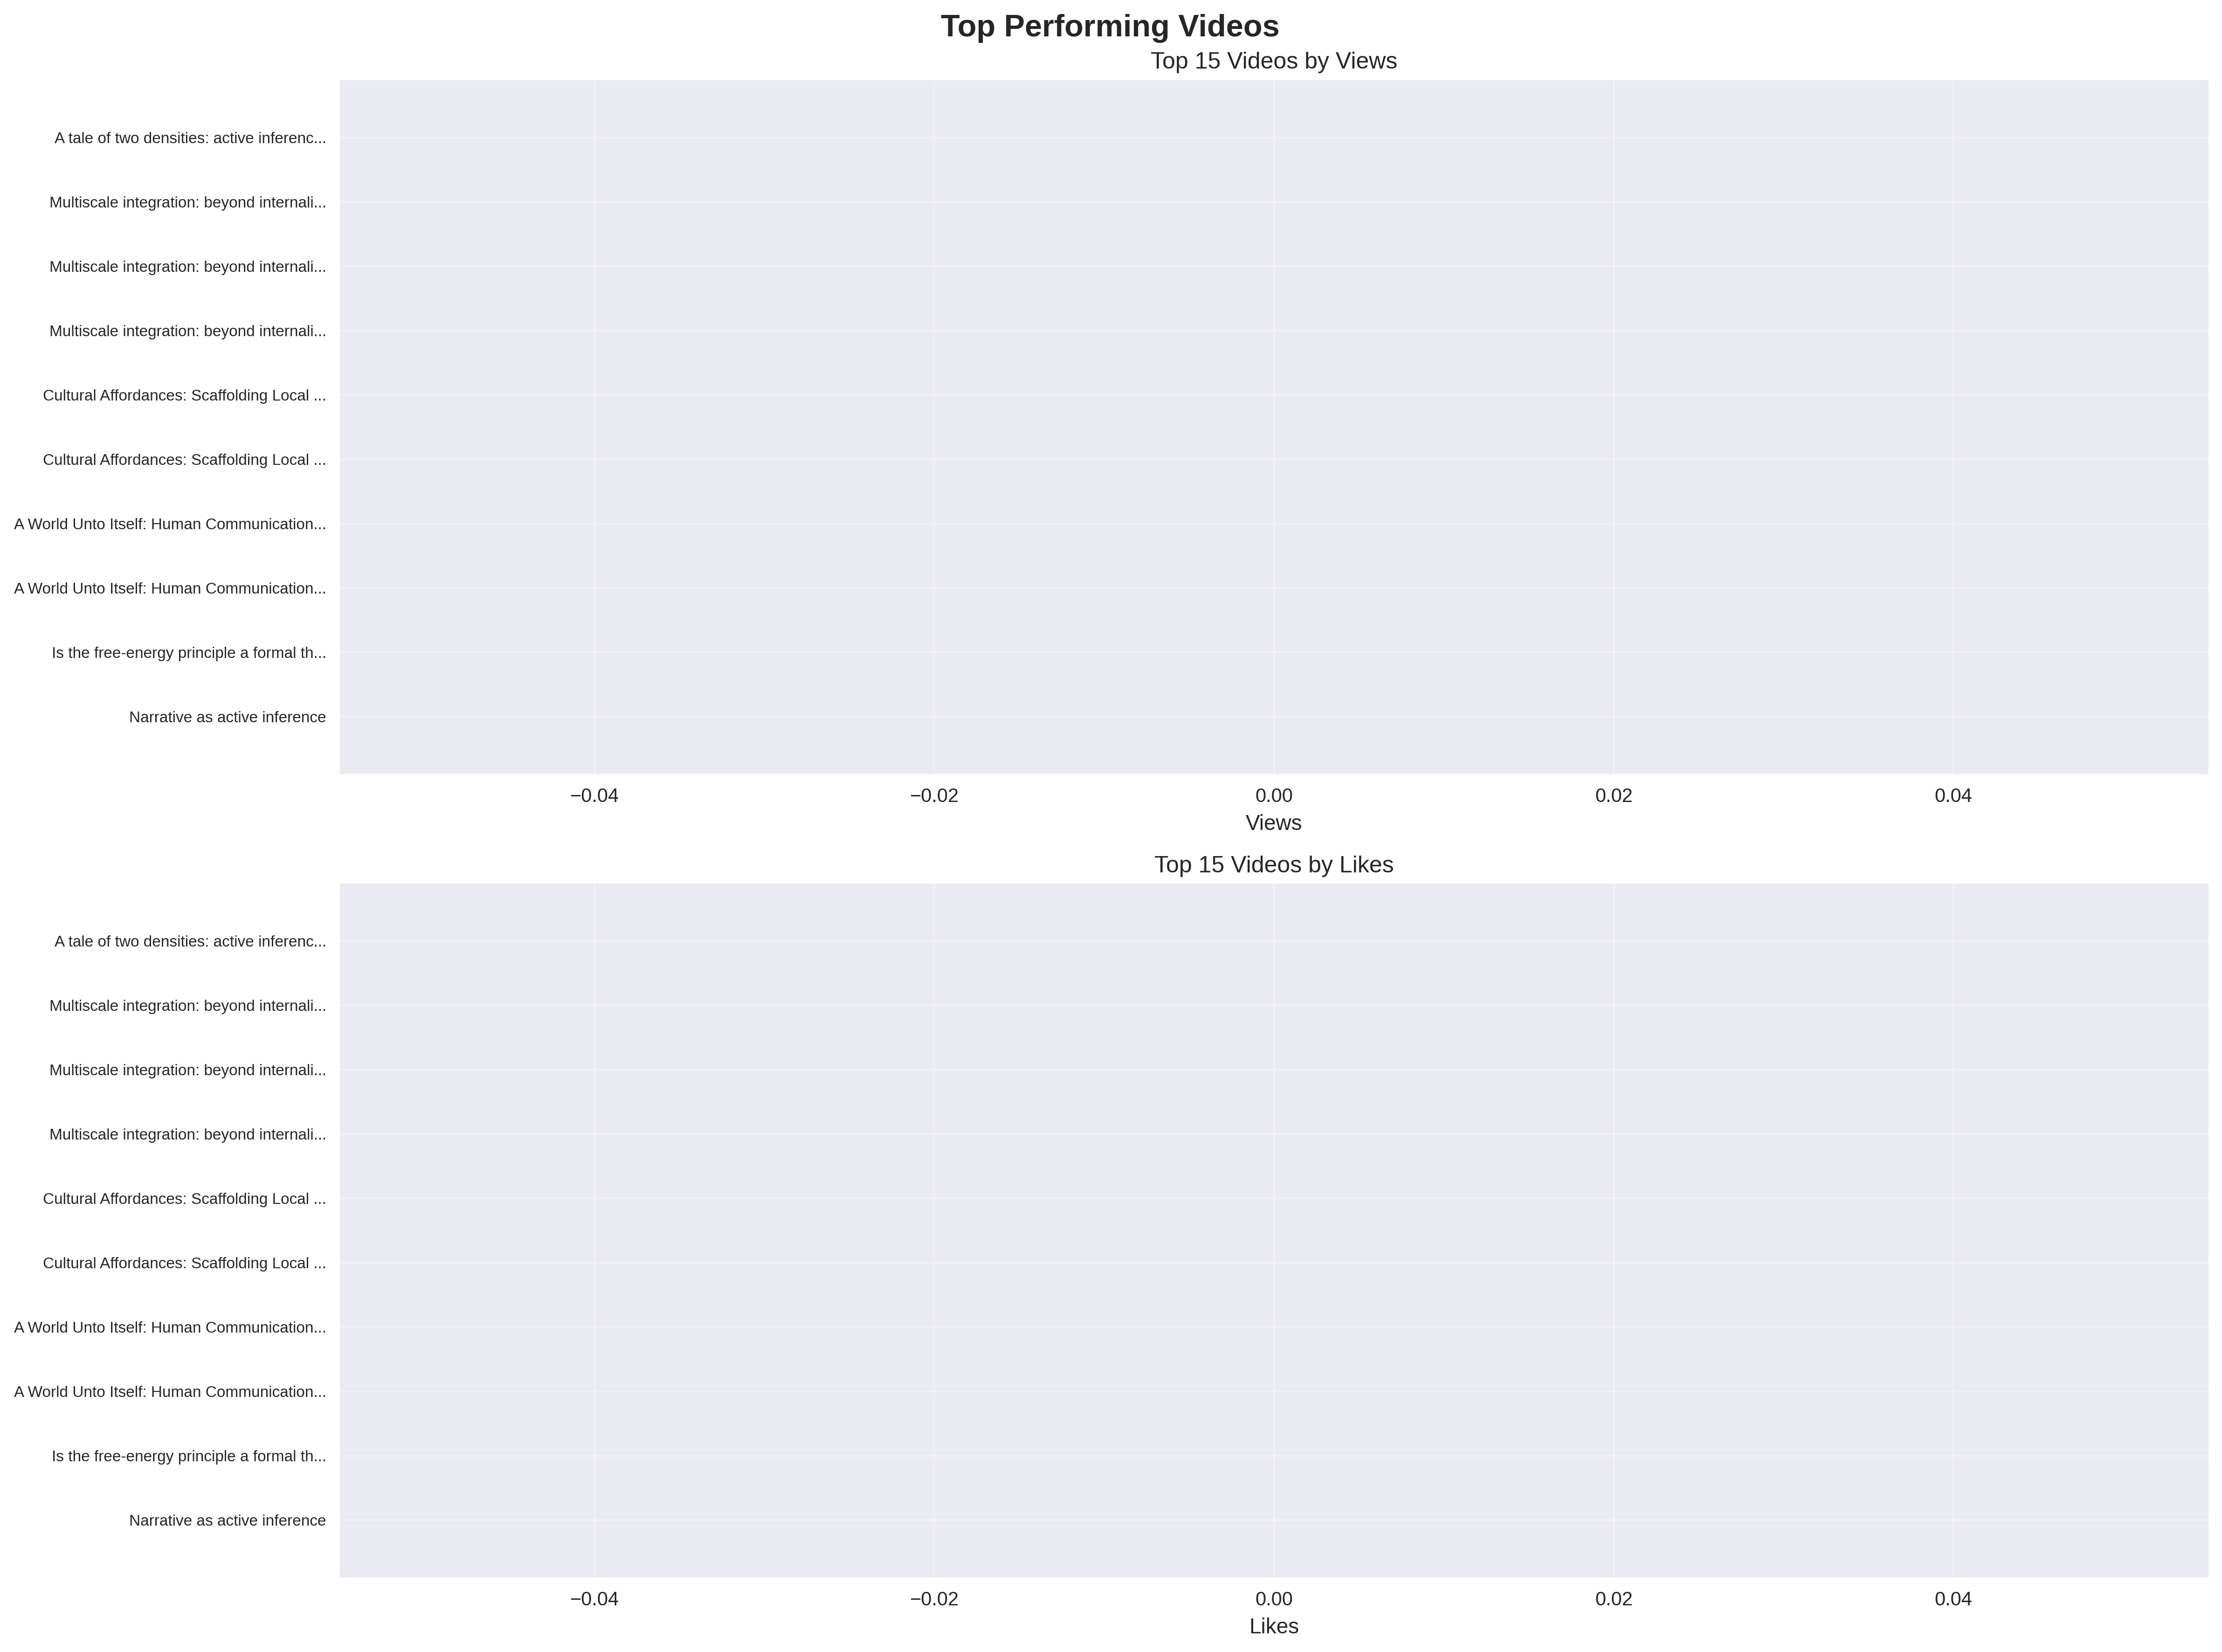 Top Performing Videos
Top 15 Videos by Views
A tale of two densities: active inferenc...
Multiscale integration: beyond internali...
Multiscale integration: beyond internali...
Multiscale integration: beyond internali...
Cultural Affordances: Scaffolding Local ...
Cultural Affordances: Scaffolding Local ...
A World Unto Itself: Human Communication...
A World Unto Itself: Human Communication...
Is the free-energy principle a formal th...
Narrative as active inference
−0.04 −0.02 0.00 0.02 0.04
Views
Top 15 Videos by Likes
A tale of two densities: active inferenc...
Multiscale integration: beyond internali...
Multiscale integration: beyond internali...
Multiscale integration: beyond internali...
Cultural Affordances: Scaffolding Local ...
Cultural Affordances: Scaffolding Local ...
A World Unto Itself: Human Communication...
A World Unto Itself: Human Communication...
Is the free-energy principle a formal th...
Narrative as active inference
−0.04 −0.02 0.00 0.02 0.04
Likes